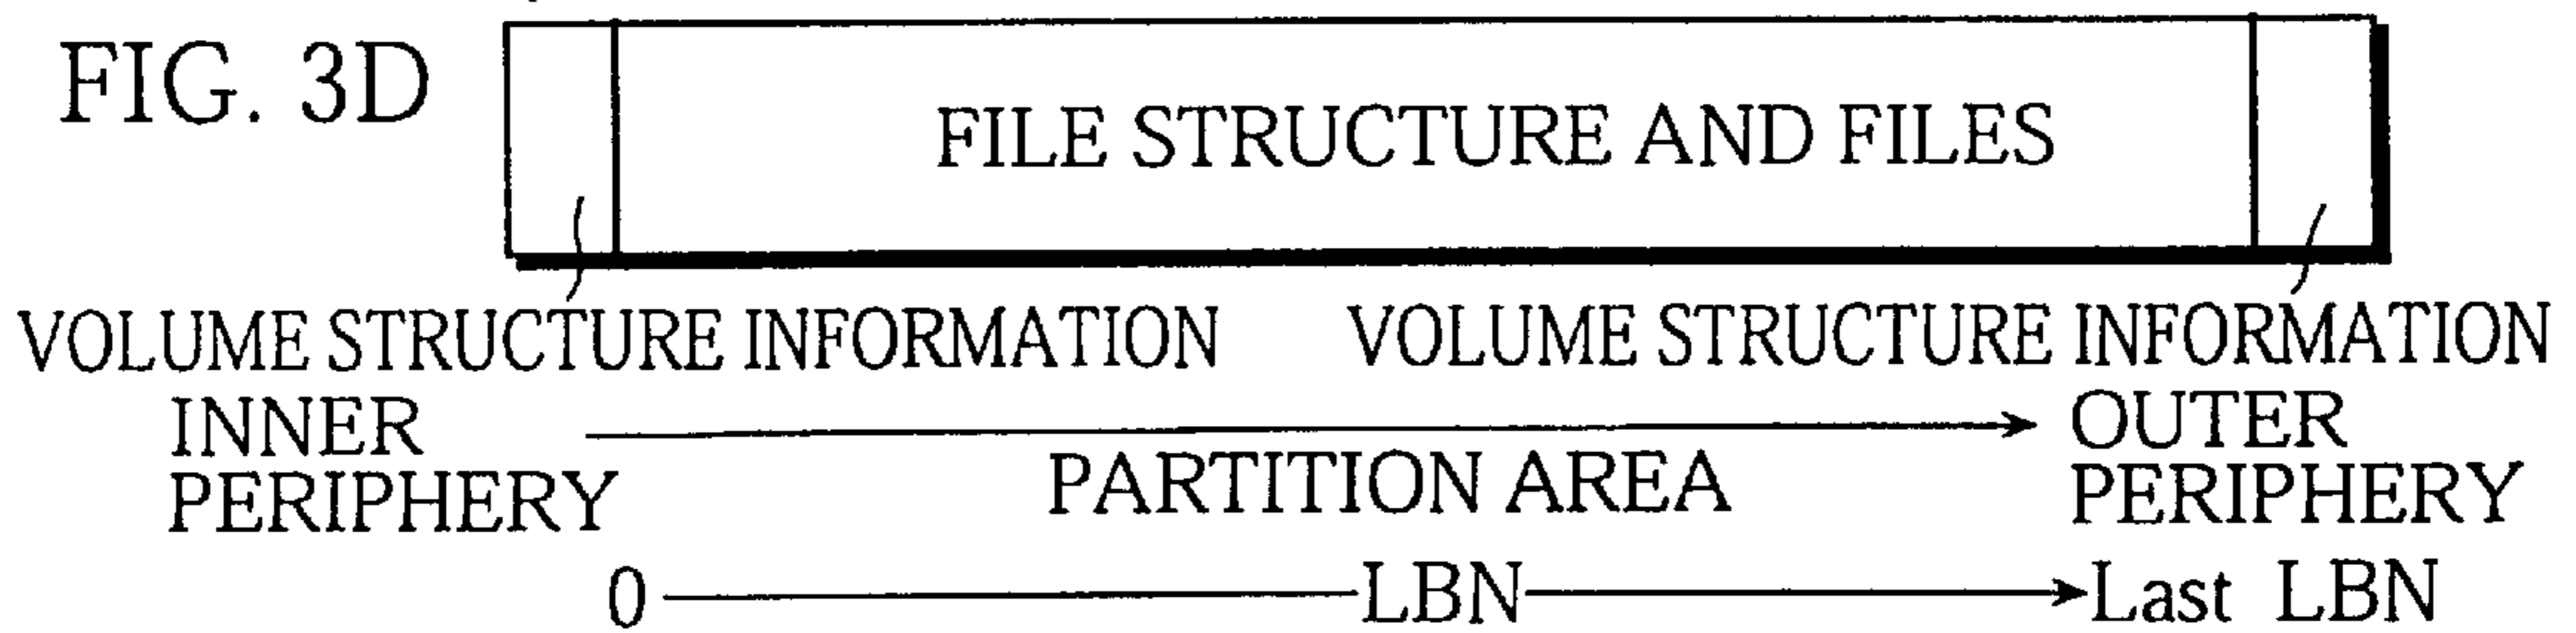 FIG. 3D
FILE STRUCTURE AND FILES
VOLUME STRUCTURE INFORMATION
VOLUME STRUCTURE INFORMATION
INNER
PERIPHERY
PARTITION AREA
OUTER
PERIPHERY
0 LBN Last LBN